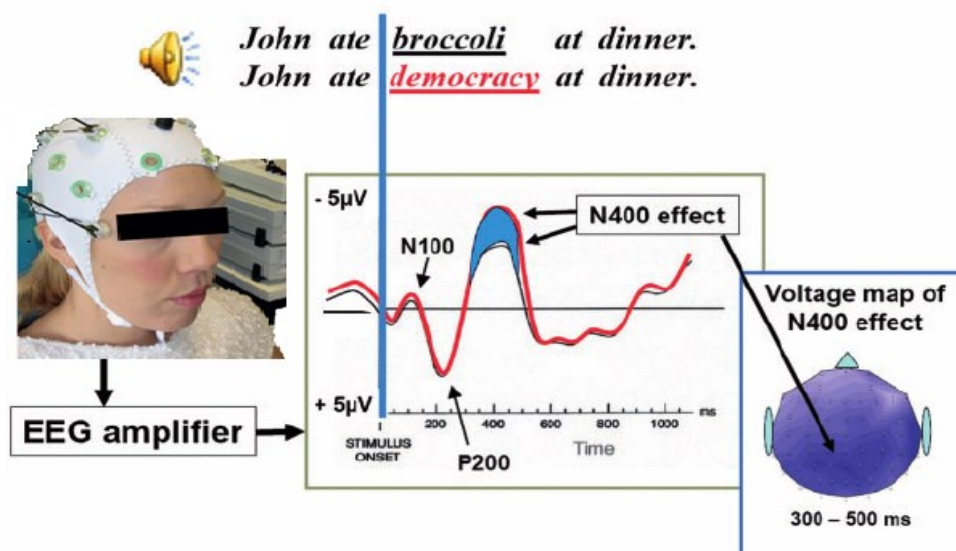 John ate broccoli at dinner.
John ate democracy at dinner.
- 5µV
N400 effect
N100
Voltage map of
N400 effect
+ 5µV
200 400 600 800 1000 ms
EEG amplifier
STIMULUS
ONSET
P200
Time
300 – 500 ms